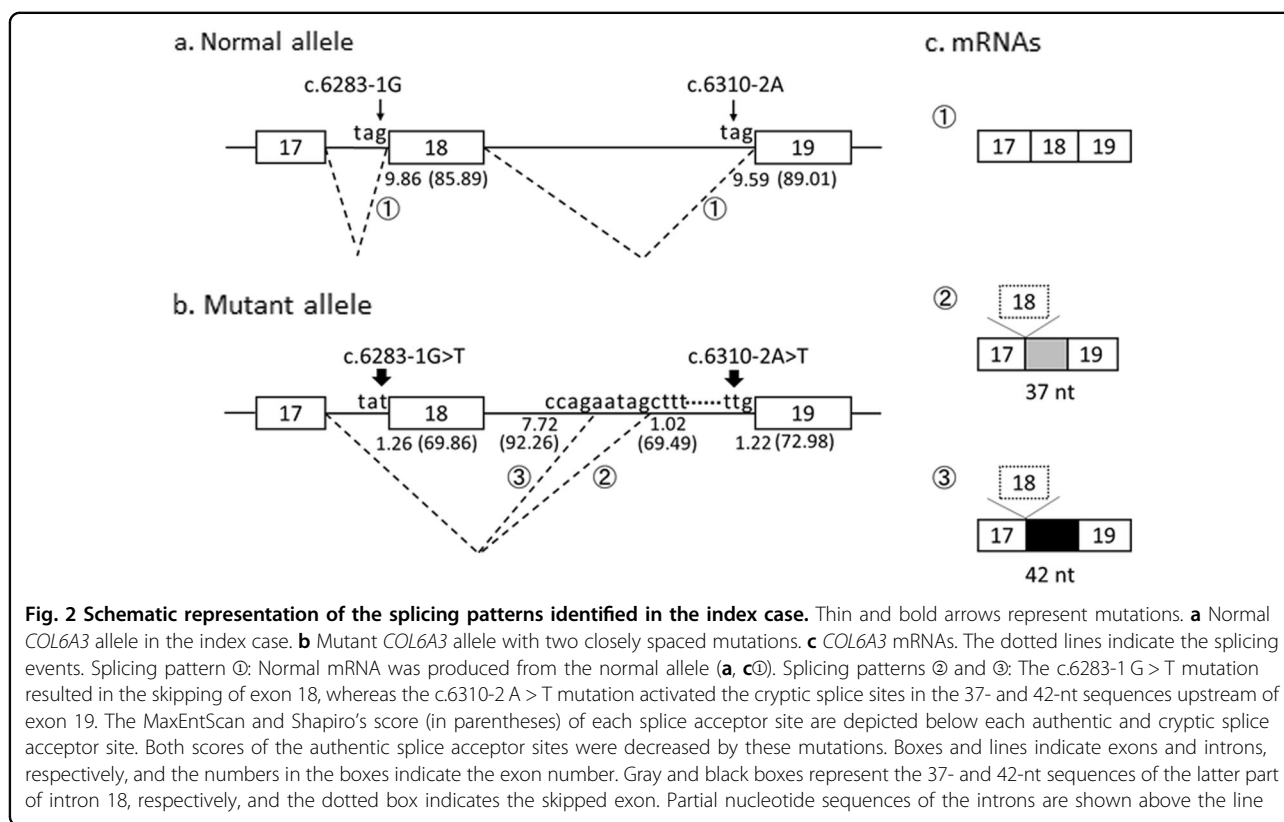 a. Normal allele
c. mRNAs
c.6283-1G
c.6310-2A
tag
tag
17
18
19
9.86 (85.89)
9.59 (89.01)
①
①
①
17 18 19
b. Mutant allele
c.6283-1G>T
c.6310-2A>T
tat
ccagaatagcttt······ttg
17
18
19
1.26 (69.86)
7.72
(92.26)
1.02
(69.49)
1.22 (72.98)
③
②
②
18
17 19
37 nt
③
18
17 19
42 nt
Fig. 2 Schematic representation of the splicing patterns identified in the index case. Thin and bold arrows represent mutations. a Normal
COL6A3 allele in the index case. b Mutant COL6A3 allele with two closely spaced mutations. c COL6A3 mRNAs. The dotted lines indicate the splicing
events. Splicing pattern ①: Normal mRNA was produced from the normal allele (a, c①). Splicing patterns ② and ③: The c.6283-1 G > T mutation
resulted in the skipping of exon 18, whereas the c.6310-2 A > T mutation activated the cryptic splice sites in the 37- and 42-nt sequences upstream of
exon 19. The MaxEntScan and Shapiro's score (in parentheses) of each splice acceptor site are depicted below each authentic and cryptic splice
acceptor site. Both scores of the authentic splice acceptor sites were decreased by these mutations. Boxes and lines indicate exons and introns,
respectively, and the numbers in the boxes indicate the exon number. Gray and black boxes represent the 37- and 42-nt sequences of the latter part
of intron 18, respectively, and the dotted box indicates the skipped exon. Partial nucleotide sequences of the introns are shown above the line